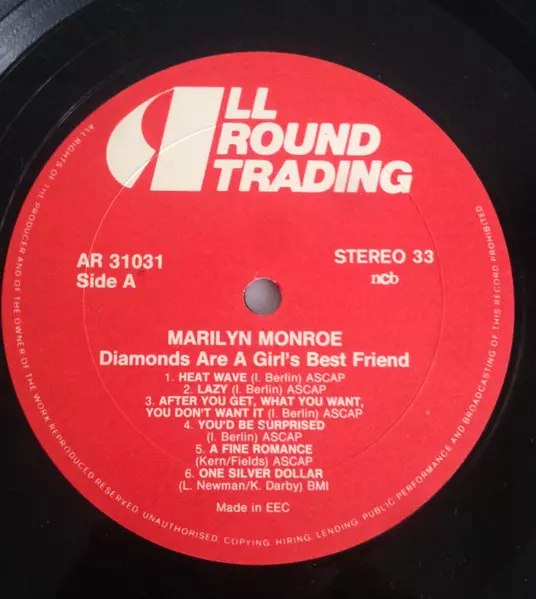 ALL
ROUND
TRADING
AR 31031
Side A
STEREO 33
ncb
MARILYN MONROE
Diamonds Are A Girl's Best Friend
1. HEAT WAVE (I. Berlin) ASCAP
2. LAZY (I. Berlin) ASCAP
3. AFTER YOU GET, WHAT YOU WANT,
YOU DON'T WANT IT (I. Berlin) ASCAP
4. YOU'D BE SURPRISED
(I. Berlin) ASCAP
5. A FINE ROMANCE
(Kern/Fields) ASCAP
6. ONE SILVER DOLLAR
(L. Newman/K. Darby) BMI
Made in EEC
ALL RIGHTS OF THE PRODUCER AND OF THE OWNER OF THE WORK REPRODUCED RESERVED. UNAUTHORISED COPYING, HIRING, LENDING, PUBLIC PERFORMANCE AND BROADCASTING OF THIS RECORD PROHIBITED